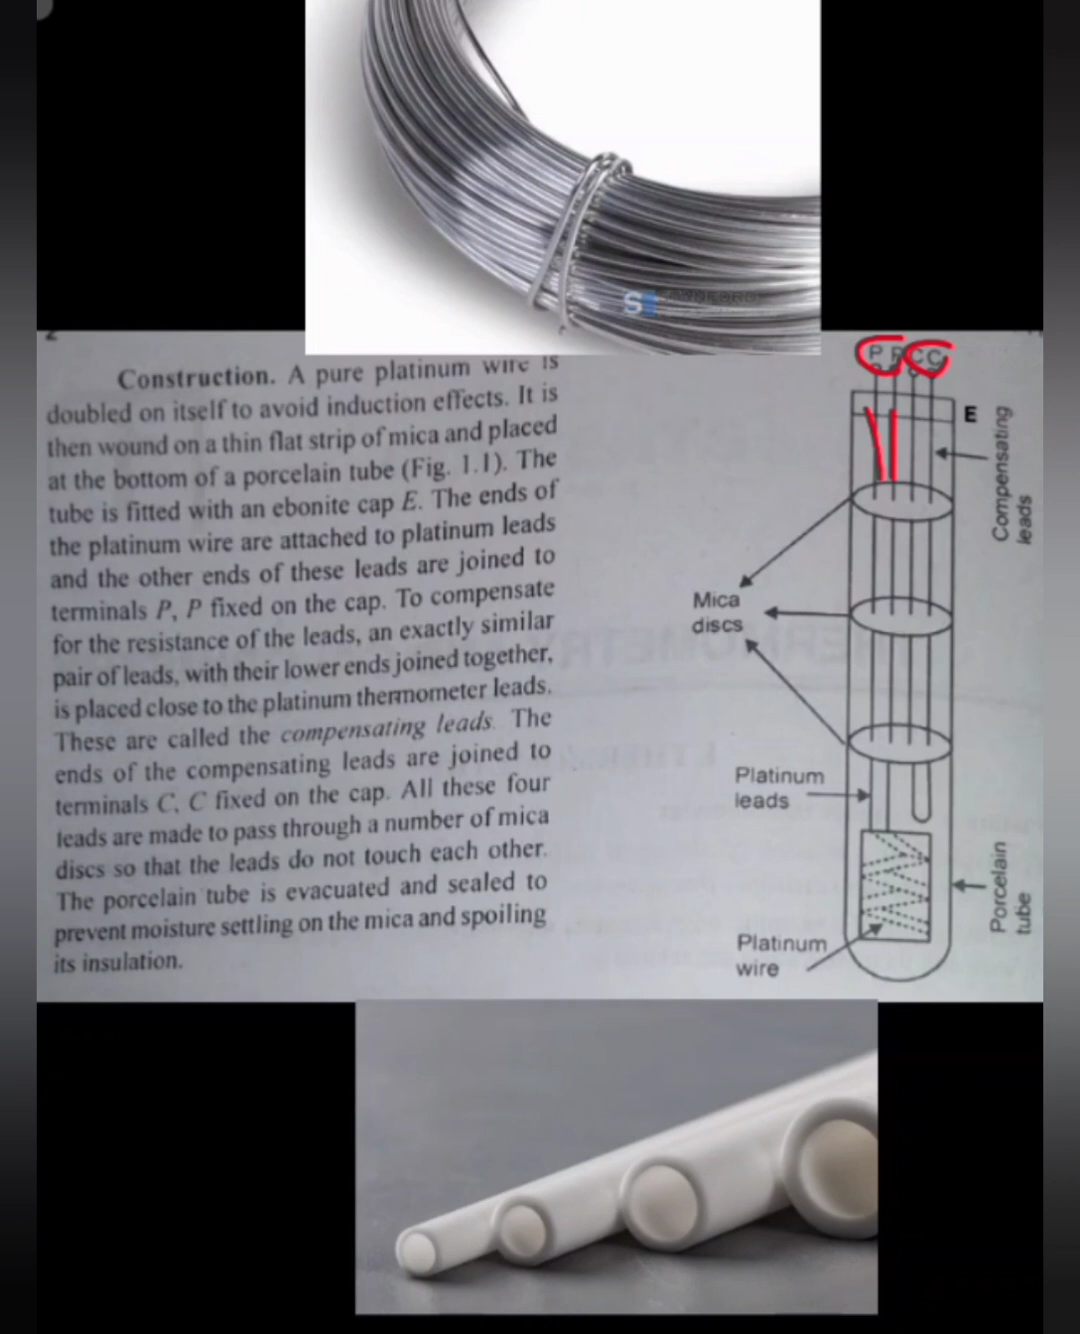 Construction. A pure platinum wire is
doubled on itself to avoid induction effects. It is
then wound on a thin flat strip of mica and placed
at the bottom of a porcelain tube (Fig. 1.1). The
tube is fitted with an ebonite cap E. The ends of
the platinum wire are attached to platinum leads
and the other ends of these leads are joined to
terminals P, P fixed on the cap. To compensate
for the resistance of the leads, an exactly similar
pair of leads, with their lower ends joined together,
is placed close to the platinum thermometer leads.
These are called the compensating leads. The
ends of the compensating leads are joined to
terminals C, C fixed on the cap. All these four
leads are made to pass through a number of mica
discs so that the leads do not touch each other.
The porcelain tube is evacuated and sealed to
prevent moisture settling on the mica and spoiling
its insulation.
P P C C
E
Compensating
leads
Mica
discs
Platinum
leads
Porcelain
tube
Platinum
wire